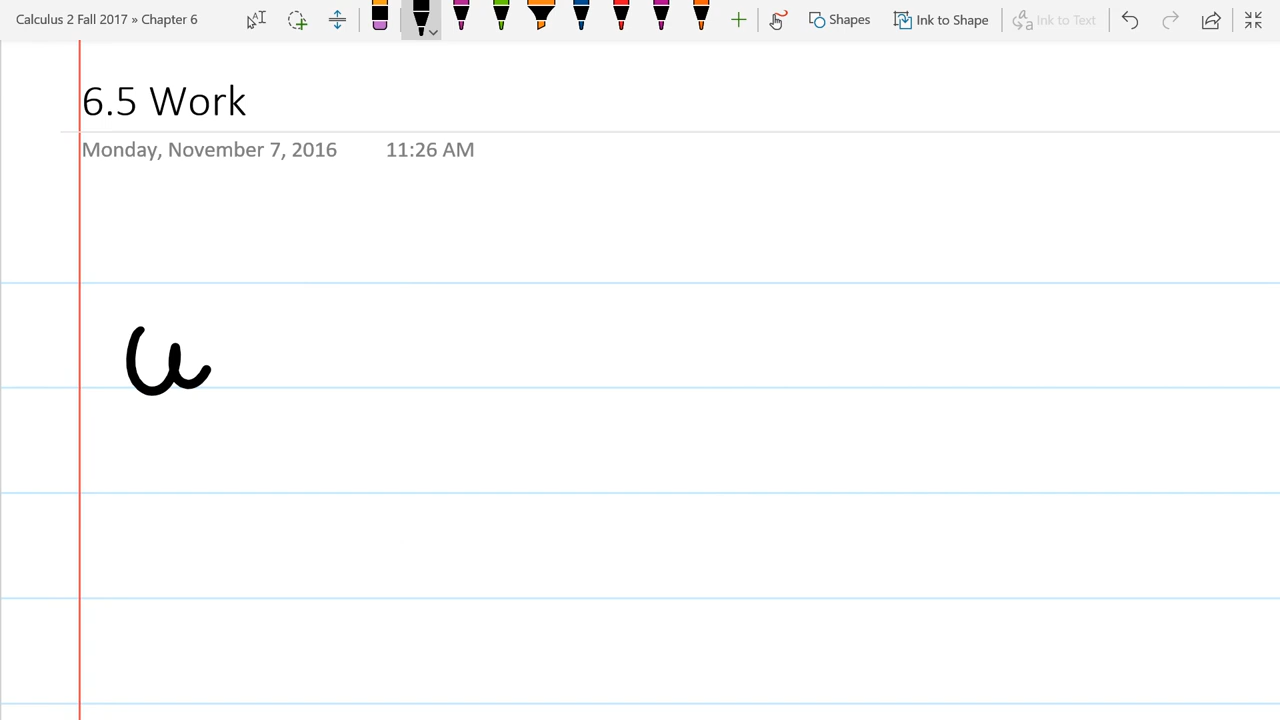 Calculus 2 Fall 2017 » Chapter 6 Shapes Ink to Shape Ink to Text
6.5 Work
Monday, November 7, 2016 11:26 AM